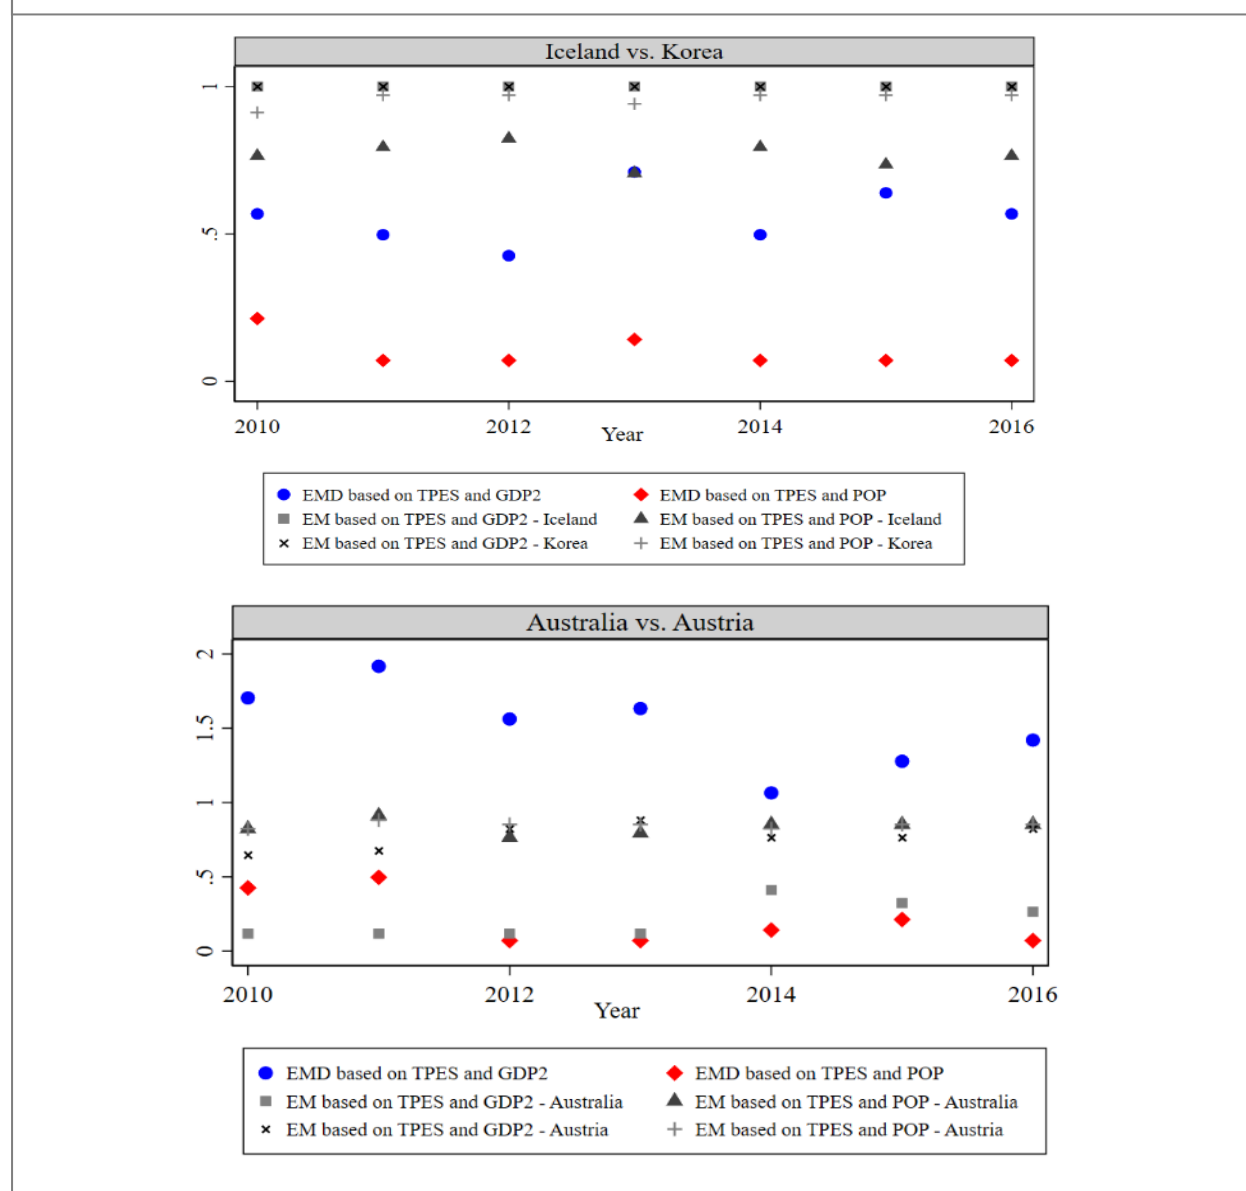 Iceland vs. Korea
1
.5
0
2010 2012 2014 2016
Year
EMD based on TPES and GDP2 EMD based on TPES and POP
EM based on TPES and GDP2 - Iceland EM based on TPES and POP - Iceland
EM based on TPES and GDP2 - Korea EM based on TPES and POP - Korea
Australia vs. Austria
2
1.5
1
.5
0
2010 2012 2014 2016
Year
EMD based on TPES and GDP2 EMD based on TPES and POP
EM based on TPES and GDP2 - Australia EM based on TPES and POP - Australia
EM based on TPES and GDP2 - Austria EM based on TPES and POP - Austria